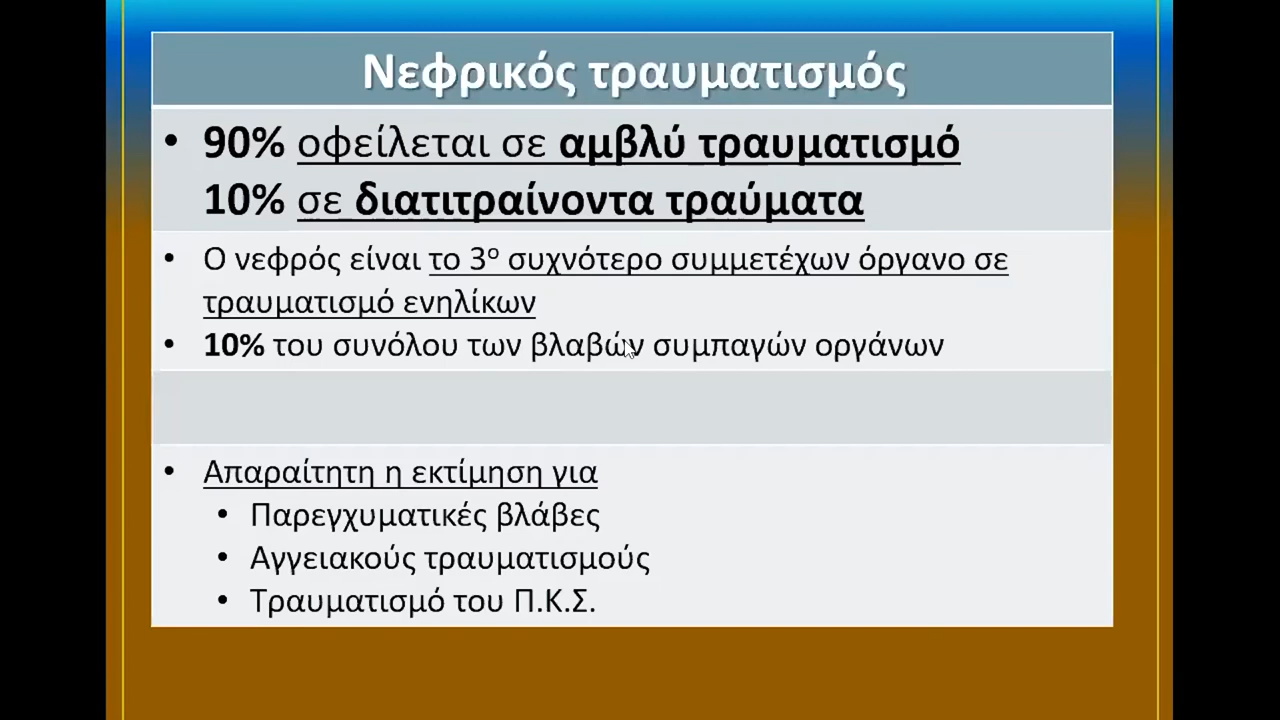 Νεφρικός τραυματισμός
• 90% οφείλεται σε αμβλύ τραυματισμό
10% σε διατιτραίνοντα τραύματα
• Ο νεφρός είναι το 3ο συχνότερο συμμετέχων όργανο σε
τραυματισμό ενηλίκων
• 10% του συνόλου των βλαβών συμπαγών οργάνων
• Απαραίτητη η εκτίμηση για
• Παρεγχυματικές βλάβες
• Αγγειακούς τραυματισμούς
• Τραυματισμό του Π.Κ.Σ.